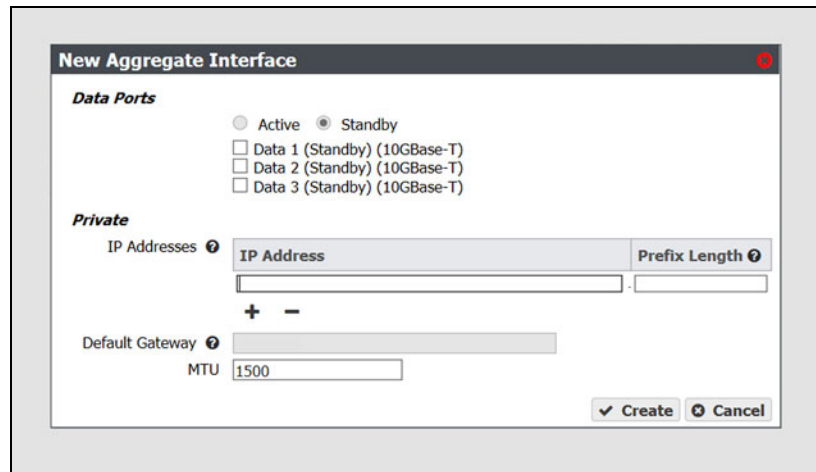 New Aggregate Interface
Data Ports
Active Standby
Data 1 (Standby) (10GBase-T)
Data 2 (Standby) (10GBase-T)
Data 3 (Standby) (10GBase-T)
Private
IP Addresses IP Address Prefix Length
Default Gateway
MTU 1500
Create Cancel